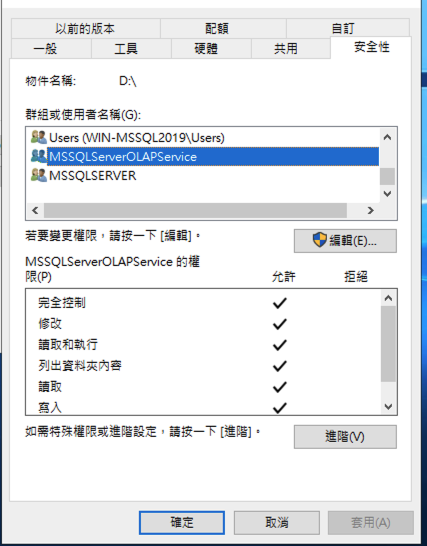 以前的版本 配額 自訂
一般 工具 硬體 共用 安全性
物件名稱: D:\
群組或使用者名稱(G):
Users (WIN-MSSQL2019\Users)
MSSQLServerOLAPService
MSSQLSERVER
若要變更權限，請按一下 [編輯]。
編輯(E)...
MSSQLServerOLAPService 的權
限(P) 允許 拒絕
完全控制
修改
讀取和執行
列出資料夾內容
讀取
寫入
如需特殊權限或進階設定，請按一下 [進階]。
進階(V)
確定 取消 套用(A)